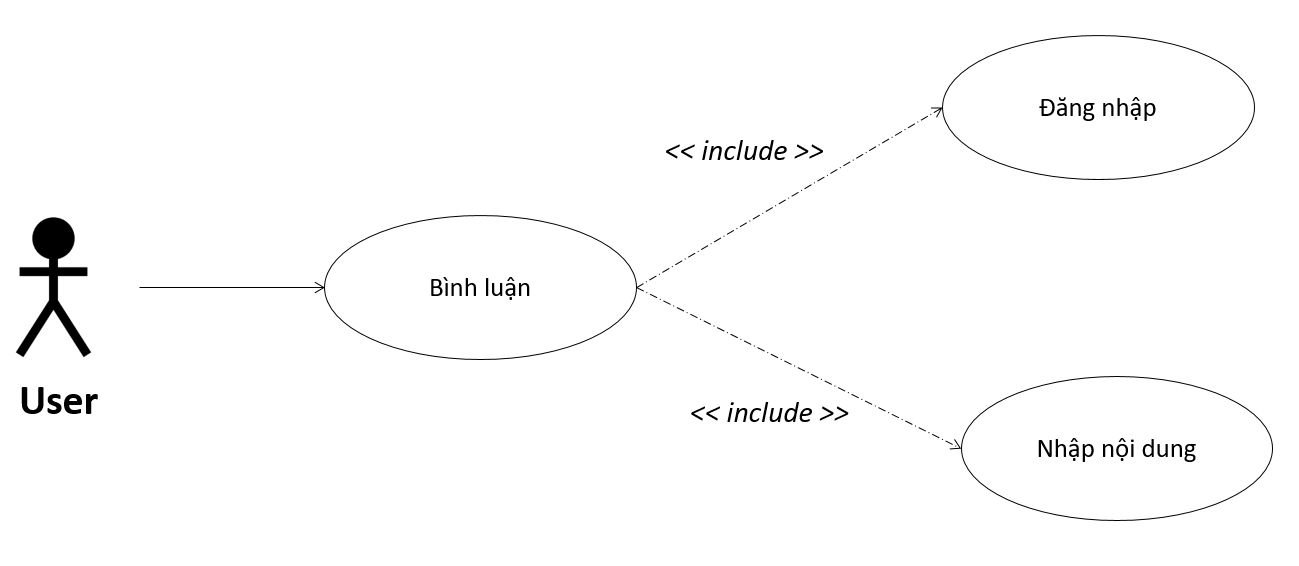 Đăng nhập
<< include >>
Bình luận
User
<< include >>
Nhập nội dung